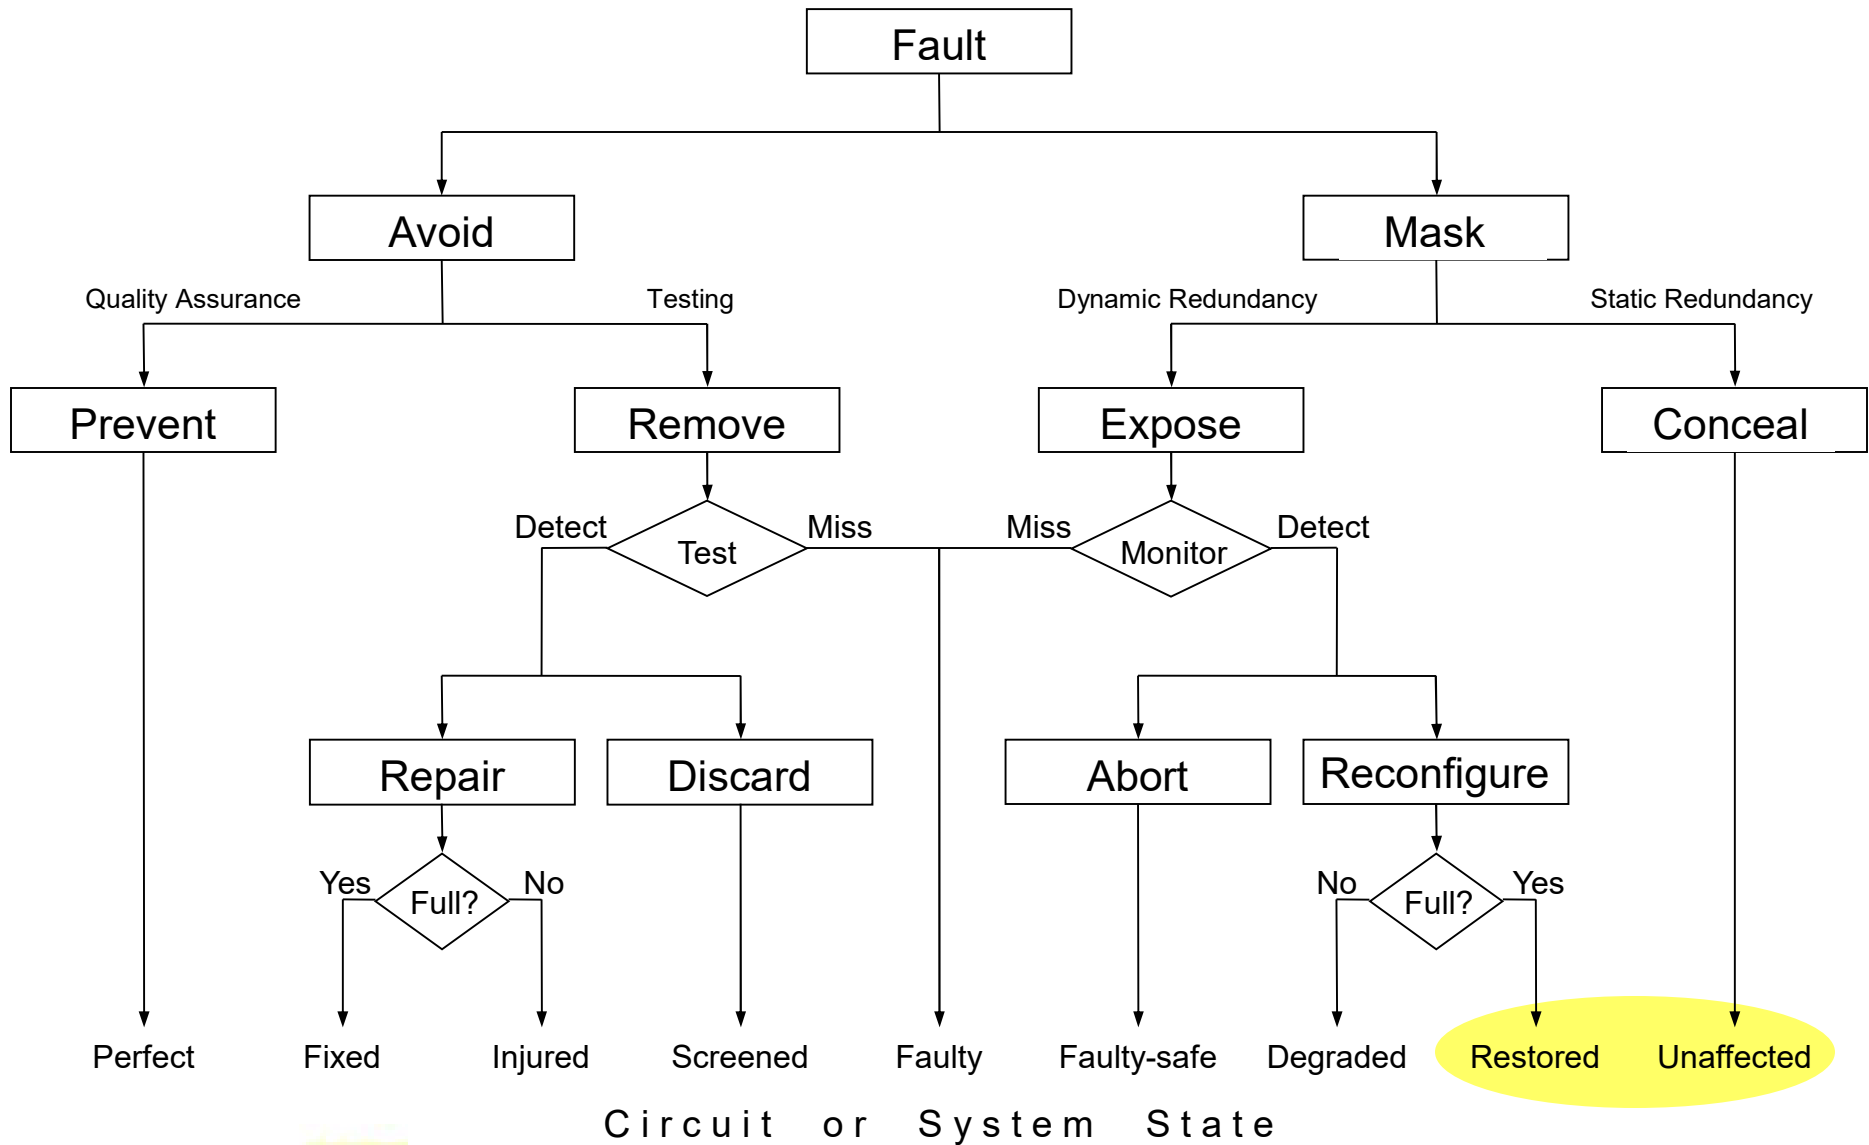 Fault
Avoid
Mask
Quality Assurance
Testing
Dynamic Redundancy
Static Redundancy
Prevent
Remove
Expose
Conceal
Detect
Miss
Miss
Detect
Test
Monitor
Repair
Discard
Abort
Reconfigure
Yes
No
No
Yes
Full?
Full?
Perfect
Fixed
Injured
Screened
Faulty
Faulty-safe
Degraded
Restored
Unaffected
Circuit or System State